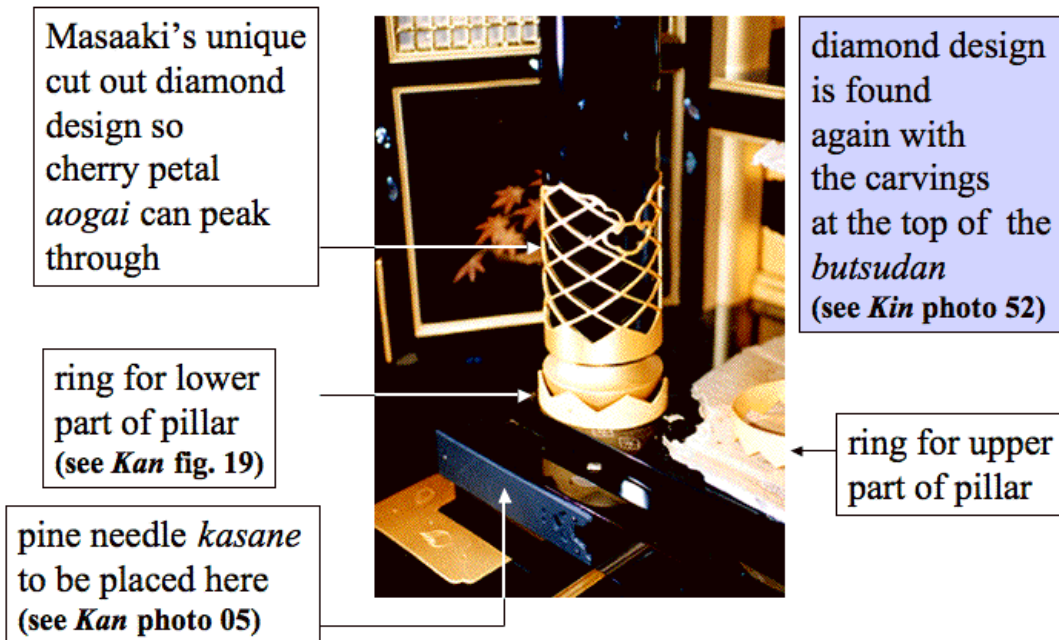 Masaaki's unique
cut out diamond
design so
cherry petal
aogai can peak
through
diamond design
is found
again with
the carvings
at the top of the
butsudan
(see Kin photo 52)
ring for lower
part of pillar
(see Kan fig. 19)
ring for upper
part of pillar
pine needle kasane
to be placed here
(see Kan photo 05)